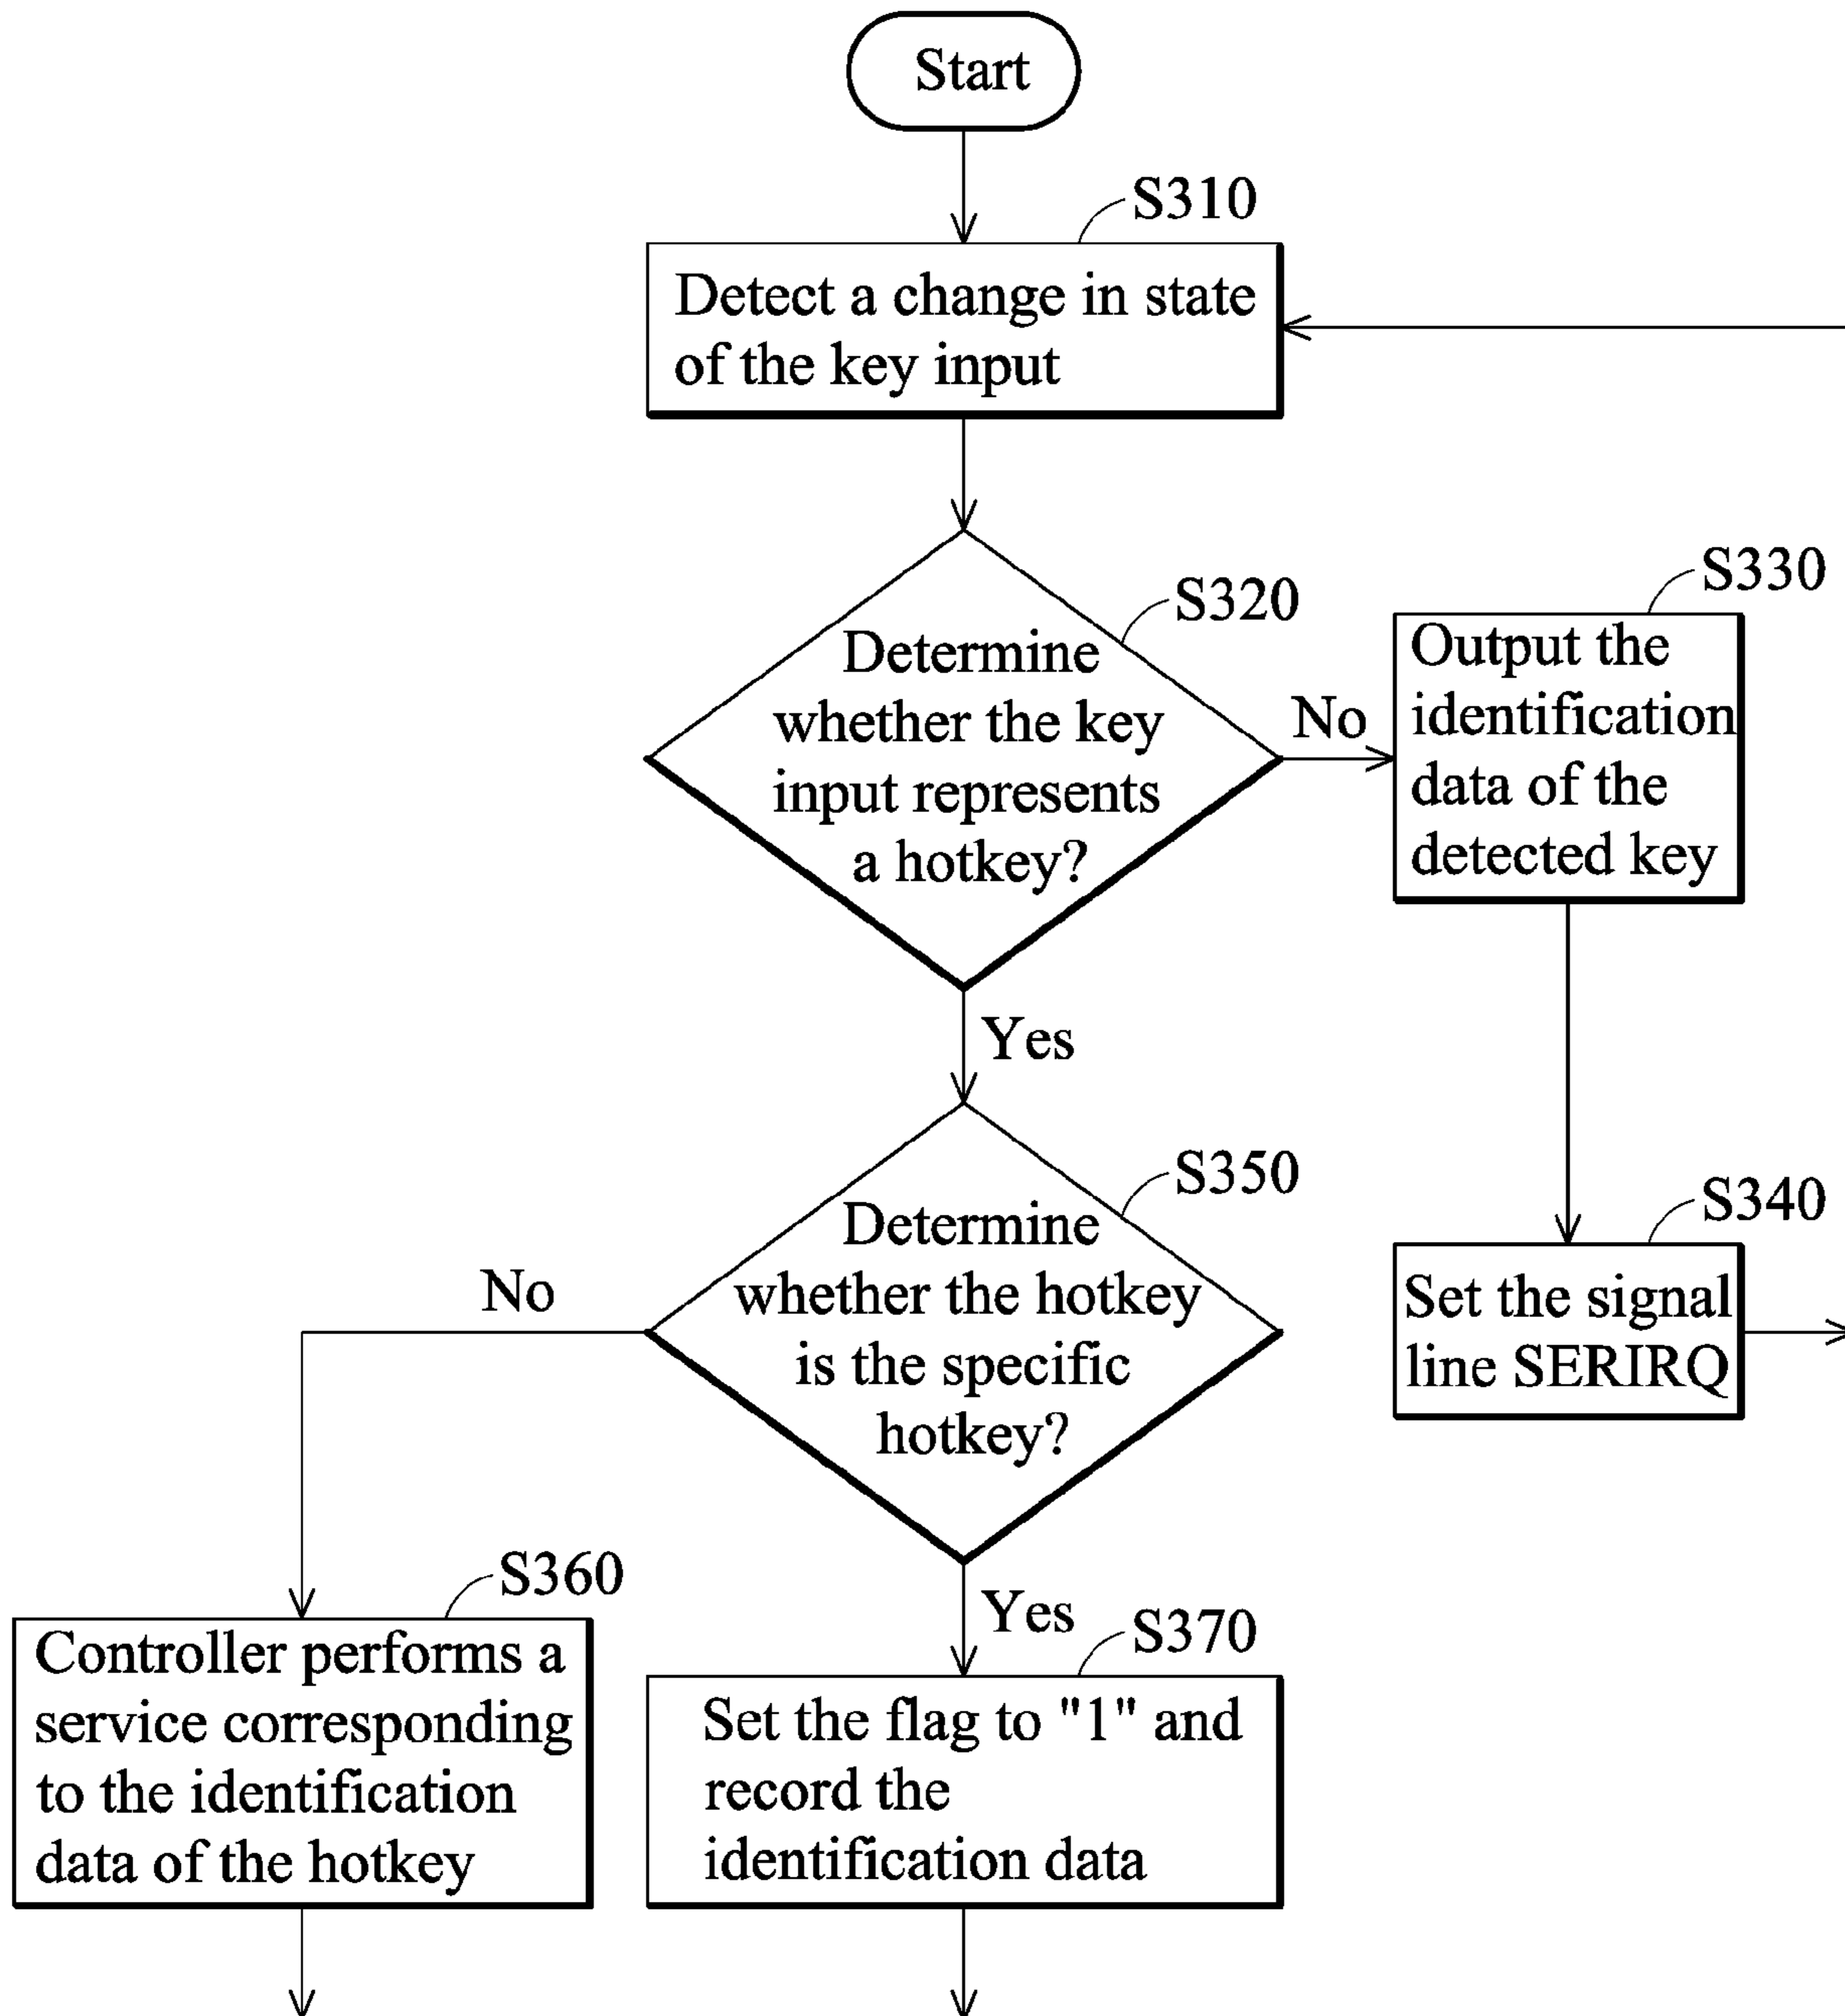 Start
S310
Detect a change in state
of the key input
S320
Determine
whether the key
input represents
a hotkey?
No
S330
Output the
identification
data of the
detected key
Yes
S350
Determine
whether the hotkey
is the specific
hotkey?
S340
Set the signal
line SERIRQ
No
S360
Controller performs a
service corresponding
to the identification
data of the hotkey
Yes
S370
Set the flag to "1" and
record the
identification data